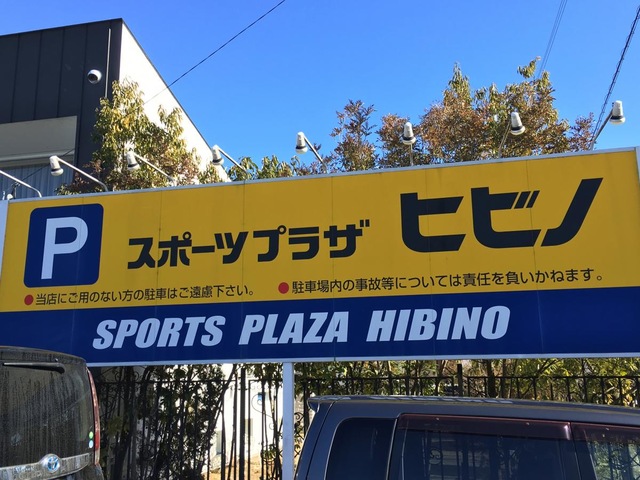 P スポーツプラザ ヒビノ
●当店にご用のない方の駐車はご遠慮下さい。 ●駐車場内の事故等については責任を負いかねます。
SPORTS PLAZA HIBINO